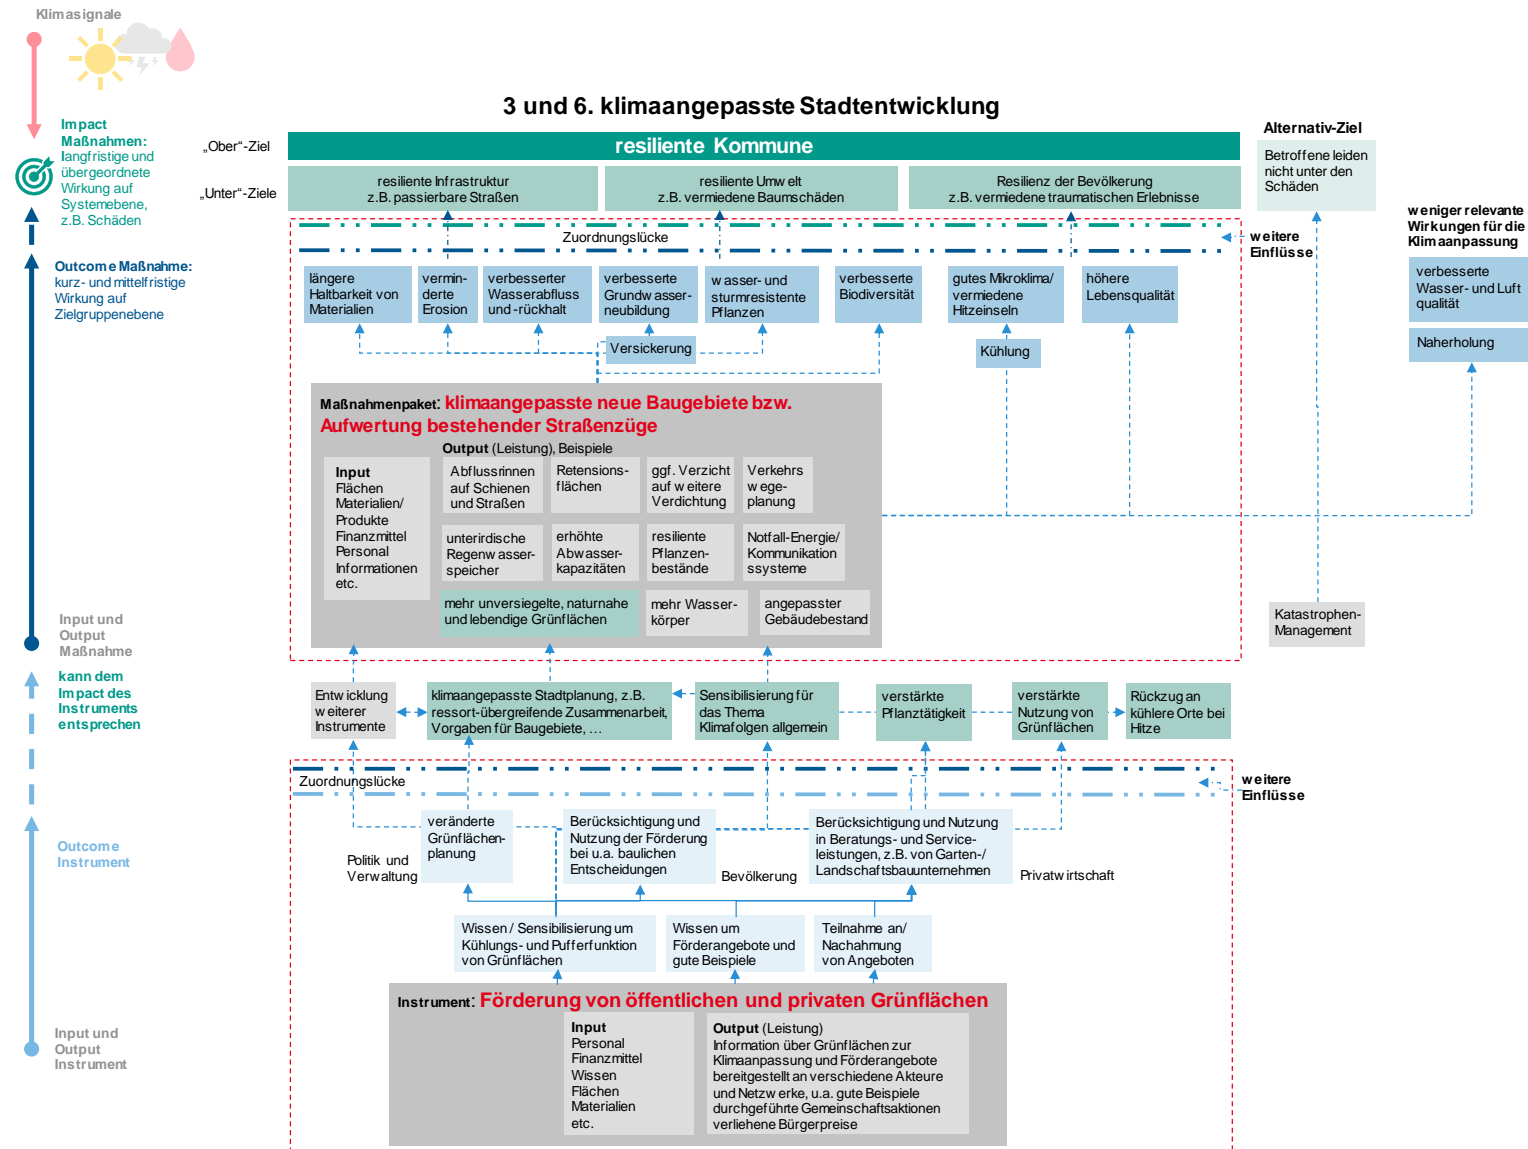 Klimasignale
3 und 6. klimaangepasste Stadtentwicklung
Impact
Maßnahmen:
langfristige und
übergeordnete
Wirkung auf
Systemebene,
z.B. Schäden
„Ober“-Ziel
resiliente Kommune
Alternativ-Ziel
Betroffene leiden
nicht unter den
Schäden
„Unter“-Ziele
resiliente Infrastruktur
z.B. passierbare Straßen
resiliente Umwelt
z.B. vermiedene Baumschäden
Resilienz der Bevölkerung
z.B. vermiedene traumatischen Erlebnisse
weniger relevante
Wirkungen für die
Klimaanpassung
Zuordnungslücke
weitere
Einflüsse
Outcome Maßnahme:
kurz- und mittelfristige
Wirkung auf
Zielgruppenebene
längere
Haltbarkeit von
Materialien
vermin-
derte
Erosion
verbesserter
Wasserabfluss
und -rückhalt
verbesserte
Grundwasser-
neubildung
wasser- und
sturmresistente
Pflanzen
verbesserte
Biodiversität
gutes Mikroklima/
vermiedene
Hitzeinseln
höhere
Lebensqualität
verbesserte
Wasser- und Luft
qualität
Naherholung
Versickerung
Kühlung
Maßnahmenpaket: klimaangepasste neue Baugebiete bzw.
Aufwertung bestehender Straßenzüge
Output (Leistung), Beispiele
Input
Flächen
Materialien/
Produkte
Finanzmittel
Personal
Informationen
etc.
Abflussrinnen
auf Schienen
und Straßen
Retensions-
flächen
ggf. Verzicht
auf weitere
Verdichtung
Verkehrs
wege-
planung
unterirdische
Regenwasser-
speicher
erhöhte
Abwasser-
kapazitäten
resiliente
Pflanzen-
bestände
Notfall-Energie/
Kommunikation
ssysteme
mehr unversiegelte, naturnahe
und lebendige Grünflächen
mehr Wasser-
körper
angepasster
Gebäudebestand
Katastrophen-
Management
Input und
Output
Maßnahme
kann dem
Impact des
Instruments
entsprechen
Entwicklung
weiterer
Instrumente
klimaangepasste Stadtplanung, z.B.
ressort-übergreifende Zusammenarbeit,
Vorgaben für Baugebiete, …
Sensibilisierung für
das Thema
Klimafolgen allgemein
verstärkte
Pflanztätigkeit
verstärkte
Nutzung von
Grünflächen
Rückzug an
kühlere Orte bei
Hitze
Zuordnungslücke
weitere
Einflüsse
Outcome
Instrument
Politik und
Verwaltung
veränderte
Grünflächen-
planung
Berücksichtigung und
Nutzung der Förderung
bei u.a. baulichen
Entscheidungen
Bevölkerung
Berücksichtigung und Nutzung
in Beratungs- und Service-
leistungen, z.B. von Garten-/
Landschaftsbauunternehmen
Privatwirtschaft
Wissen / Sensibilisierung um
Kühlungs- und Pufferfunktion
von Grünflächen
Wissen um
Förderangebote und
gute Beispiele
Teilnahme an/
Nachahmung
von Angeboten
Instrument: Förderung von öffentlichen und privaten Grünflächen
Input
Personal
Finanzmittel
Wissen
Flächen
Materialien
etc.
Output (Leistung)
Information über Grünflächen zur
Klimaanpassung und Förderangebote
bereitgestellt an verschiedene Akteure
und Netzwerke, u.a. gute Beispiele
durchgeführte Gemeinschaftsaktionen
verliehene Bürgerpreise
Input und
Output
Instrument